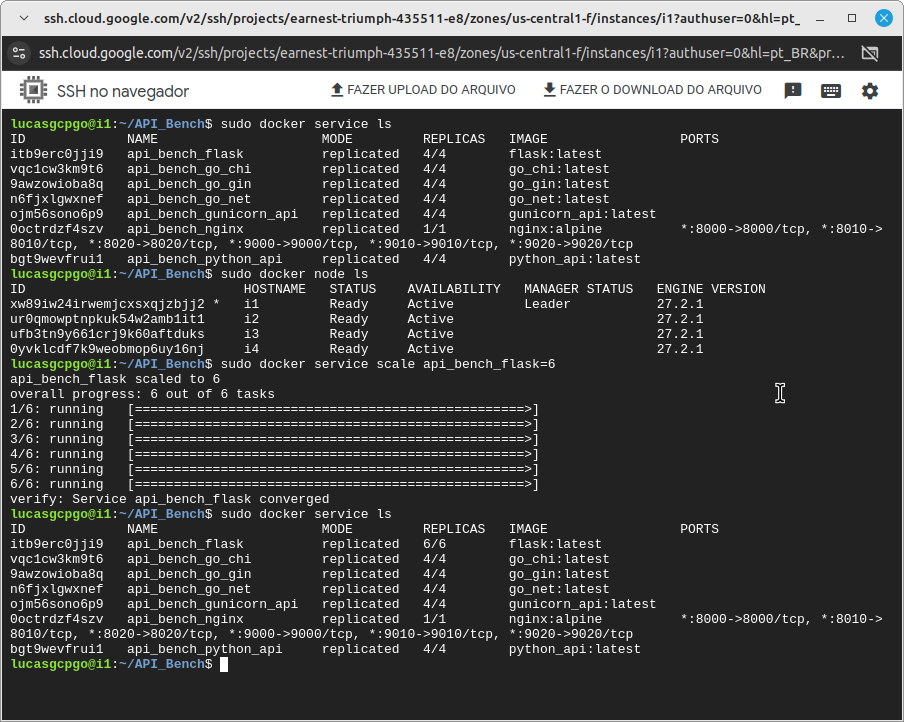 ssh.cloud.google.com/v2/ssh/projects/earnest-triumph-435511-e8/zones/us-central1-f/instances/i1?authuser=0&hl=pt_
ssh.cloud.google.com/v2/ssh/projects/earnest-triumph-435511-e8/zones/us-central1-f/instances/i1?authuser=0&hl=pt_BR&pr…
SSH no navegador
FAZER UPLOAD DO ARQUIVO
FAZER O DOWNLOAD DO ARQUIVO
lucasgcpgo@i1:~/API_Bench$ sudo docker service ls
ID             NAME                     MODE         REPLICAS   IMAGE                 PORTS
itb9erc0jji9   api_bench_flask          replicated   4/4        flask:latest
vqc1cw3km9t6   api_bench_go_chi         replicated   4/4        go_chi:latest
9awzowioba8q   api_bench_go_gin         replicated   4/4        go_gin:latest
n6fjxlgwxnef   api_bench_go_net         replicated   4/4        go_net:latest
ojm56sono6p9   api_bench_gunicorn_api   replicated   4/4        gunicorn_api:latest
0octrdzf4szv   api_bench_nginx          replicated   1/1        nginx:alpine          *:8000->8000/tcp, *:8010->
8010/tcp, *:8020->8020/tcp, *:9000->9000/tcp, *:9010->9010/tcp, *:9020->9020/tcp
bgt9wevfrui1   api_bench_python_api     replicated   4/4        python_api:latest
lucasgcpgo@i1:~/API_Bench$ sudo docker node ls
ID                            HOSTNAME   STATUS    AVAILABILITY   MANAGER STATUS   ENGINE VERSION
xw89iw24irwemjcxsxqjzbjj2 *   i1         Ready     Active         Leader           27.2.1
ur0qmowptnpkuk54w2amb1it1     i2         Ready     Active                          27.2.1
ufb3tn9y661crj9k60aftduks     i3         Ready     Active                          27.2.1
0yvklcdf7k9weobmop6uy16nj     i4         Ready     Active                          27.2.1
lucasgcpgo@i1:~/API_Bench$ sudo docker service scale api_bench_flask=6
api_bench_flask scaled to 6
overall progress: 6 out of 6 tasks
1/6: running   [==================================================>]
2/6: running   [==================================================>]
3/6: running   [==================================================>]
4/6: running   [==================================================>]
5/6: running   [==================================================>]
6/6: running   [==================================================>]
verify: Service api_bench_flask converged
lucasgcpgo@i1:~/API_Bench$ sudo docker service ls
ID             NAME                     MODE         REPLICAS   IMAGE                 PORTS
itb9erc0jji9   api_bench_flask          replicated   6/6        flask:latest
vqc1cw3km9t6   api_bench_go_chi         replicated   4/4        go_chi:latest
9awzowioba8q   api_bench_go_gin         replicated   4/4        go_gin:latest
n6fjxlgwxnef   api_bench_go_net         replicated   4/4        go_net:latest
ojm56sono6p9   api_bench_gunicorn_api   replicated   4/4        gunicorn_api:latest
0octrdzf4szv   api_bench_nginx          replicated   1/1        nginx:alpine          *:8000->8000/tcp, *:8010->
8010/tcp, *:8020->8020/tcp, *:9000->9000/tcp, *:9010->9010/tcp, *:9020->9020/tcp
bgt9wevfrui1   api_bench_python_api     replicated   4/4        python_api:latest
lucasgcpgo@i1:~/API_Bench$